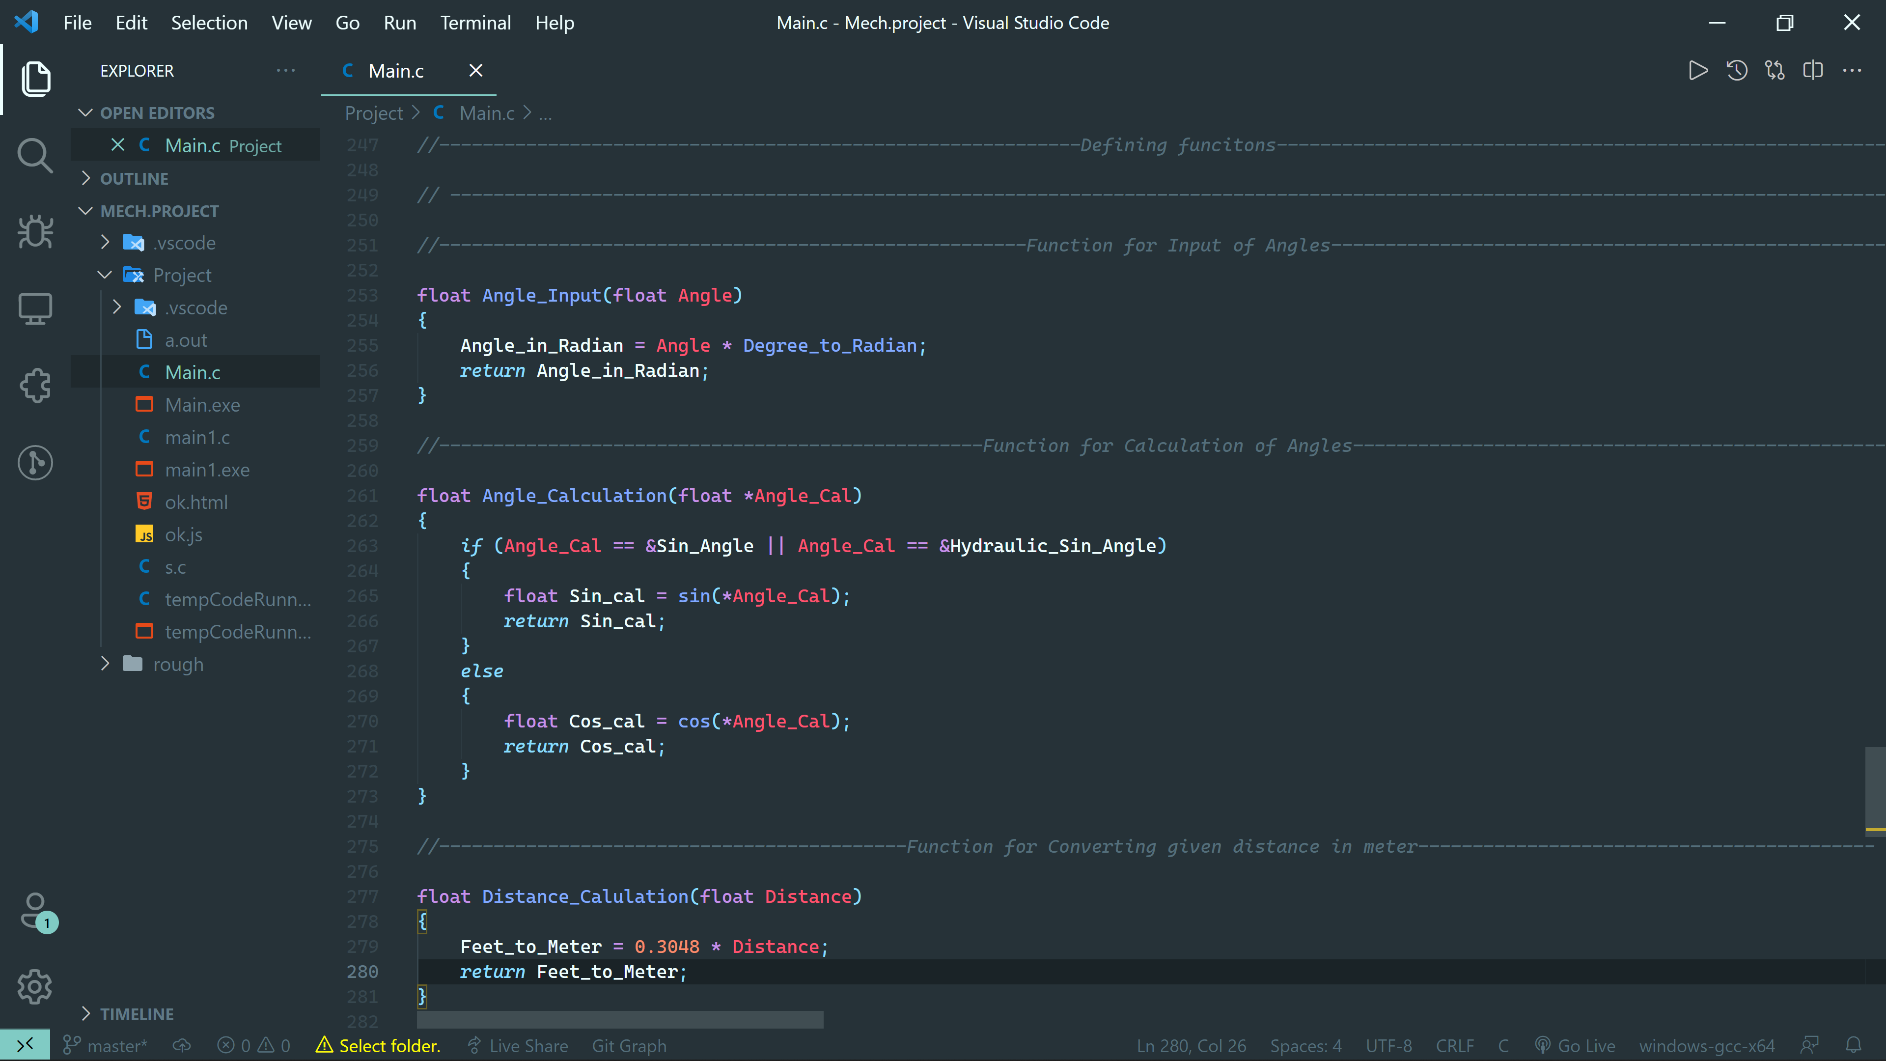 File Edit Selection View Go Run Terminal Help Main.c - Mech.project - Visual Studio Code
EXPLORER ... C Main.c
OPEN EDITORS
C Main.c Project
OUTLINE
MECH.PROJECT
.vscode
Project
.vscode
a.out
C Main.c
Main.exe
C main1.c
main1.exe
5 ok.html
JS ok.js
C s.c
C tempCodeRunn...
tempCodeRunn...
rough
1
TIMELINE
Project > C Main.c > ...
247 //-----------------------------------------------------------Defining funcitons--------------------------------------------------------
248
249 // ------------------------------------------------------------------------------------------------------------------------------------
250
251 //------------------------------------------------------Function for Input of Angles---------------------------------------------------
252
253 float Angle_Input(float Angle)
254 {
255 Angle_in_Radian = Angle * Degree_to_Radian;
256 return Angle_in_Radian;
257 }
258
259 //--------------------------------------------------Function for Calculation of Angles-------------------------------------------------
260
261 float Angle_Calculation(float *Angle_Cal)
262 {
263 if (Angle_Cal == &Sin_Angle || Angle_Cal == &Hydraulic_Sin_Angle)
264 {
265 float Sin_cal = sin(*Angle_Cal);
266 return Sin_cal;
267 }
268 else
269 {
270 float Cos_cal = cos(*Angle_Cal);
271 return Cos_cal;
272 }
273 }
274
275 //-------------------------------------------Function for Converting given distance in meter------------------------------------------
276
277 float Distance_Calulation(float Distance)
278 {
279 Feet_to_Meter = 0.3048 * Distance;
280 return Feet_to_Meter;
281 }
282
master* 0 0 Select folder. Live Share Git Graph Ln 280, Col 26 Spaces: 4 UTF-8 CRLF C Go Live windows-gcc-x64